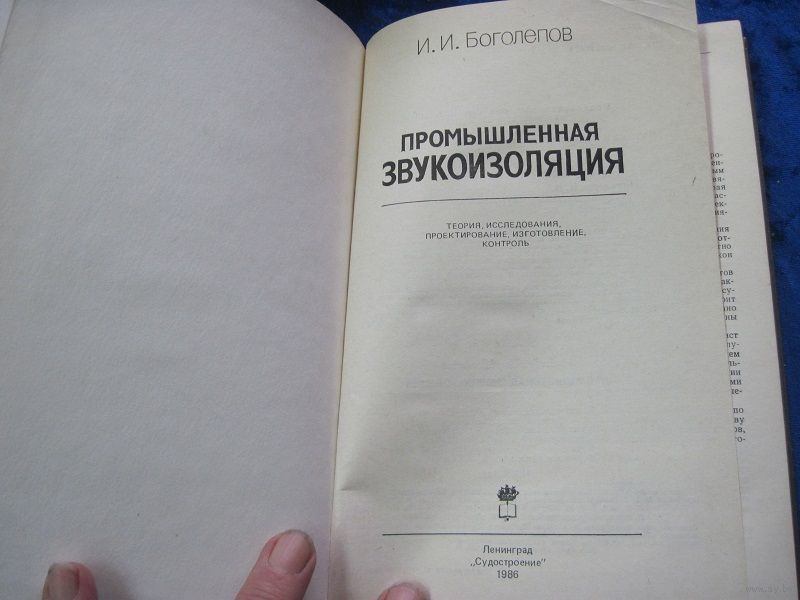 И. И. Боголепов
ПРОМЫШЛЕННАЯ
ЗВУКОИЗОЛЯЦИЯ
ТЕОРИЯ, ИССЛЕДОВАНИЯ,
ПРОЕКТИРОВАНИЕ, ИЗГОТОВЛЕНИЕ,
КОНТРОЛЬ
Ленинград
„Судостроение"
1986